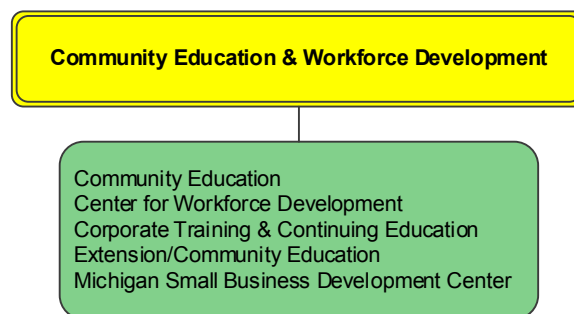 Community Education & Workforce Development
Community Education
Center for Workforce Development
Corporate Training & Continuing Education
Extension/Community Education
Michigan Small Business Development Center